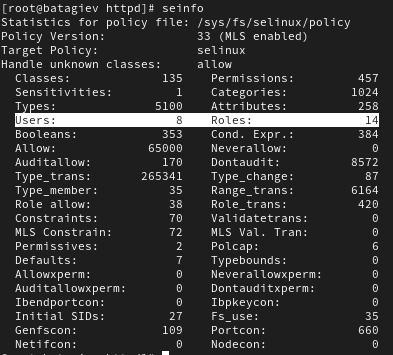 [root@batagiev httpd]# seinfo
Statistics for policy file: /sys/fs/selinux/policy
Policy Version: 33 (MLS enabled)
Target Policy: selinux
Handle unknown classes: allow
Classes: 135 Permissions: 457
Sensitivities: 1 Categories: 1024
Types: 5100 Attributes: 258
Users: 8 Roles: 14
Booleans: 353 Cond. Expr.: 384
Allow: 65000 Neverallow: 0
Auditallow: 170 Dontaudit: 8572
Type_trans: 265341 Type_change: 87
Type_member: 35 Range_trans: 6164
Role allow: 38 Role_trans: 420
Constraints: 70 Validatetrans: 0
MLS Constrain: 72 MLS Val. Tran: 0
Permissives: 2 Polcap: 6
Defaults: 7 Typebounds: 0
Allowxperm: 0 Neverallowxperm: 0
Auditallowxperm: 0 Dontauditxperm: 0
Ibendportcon: 0 Ibpkeycon: 0
Initial SIDs: 27 Fs_use: 35
Genfscon: 109 Portcon: 660
Netifcon: 0 Nodecon: 0